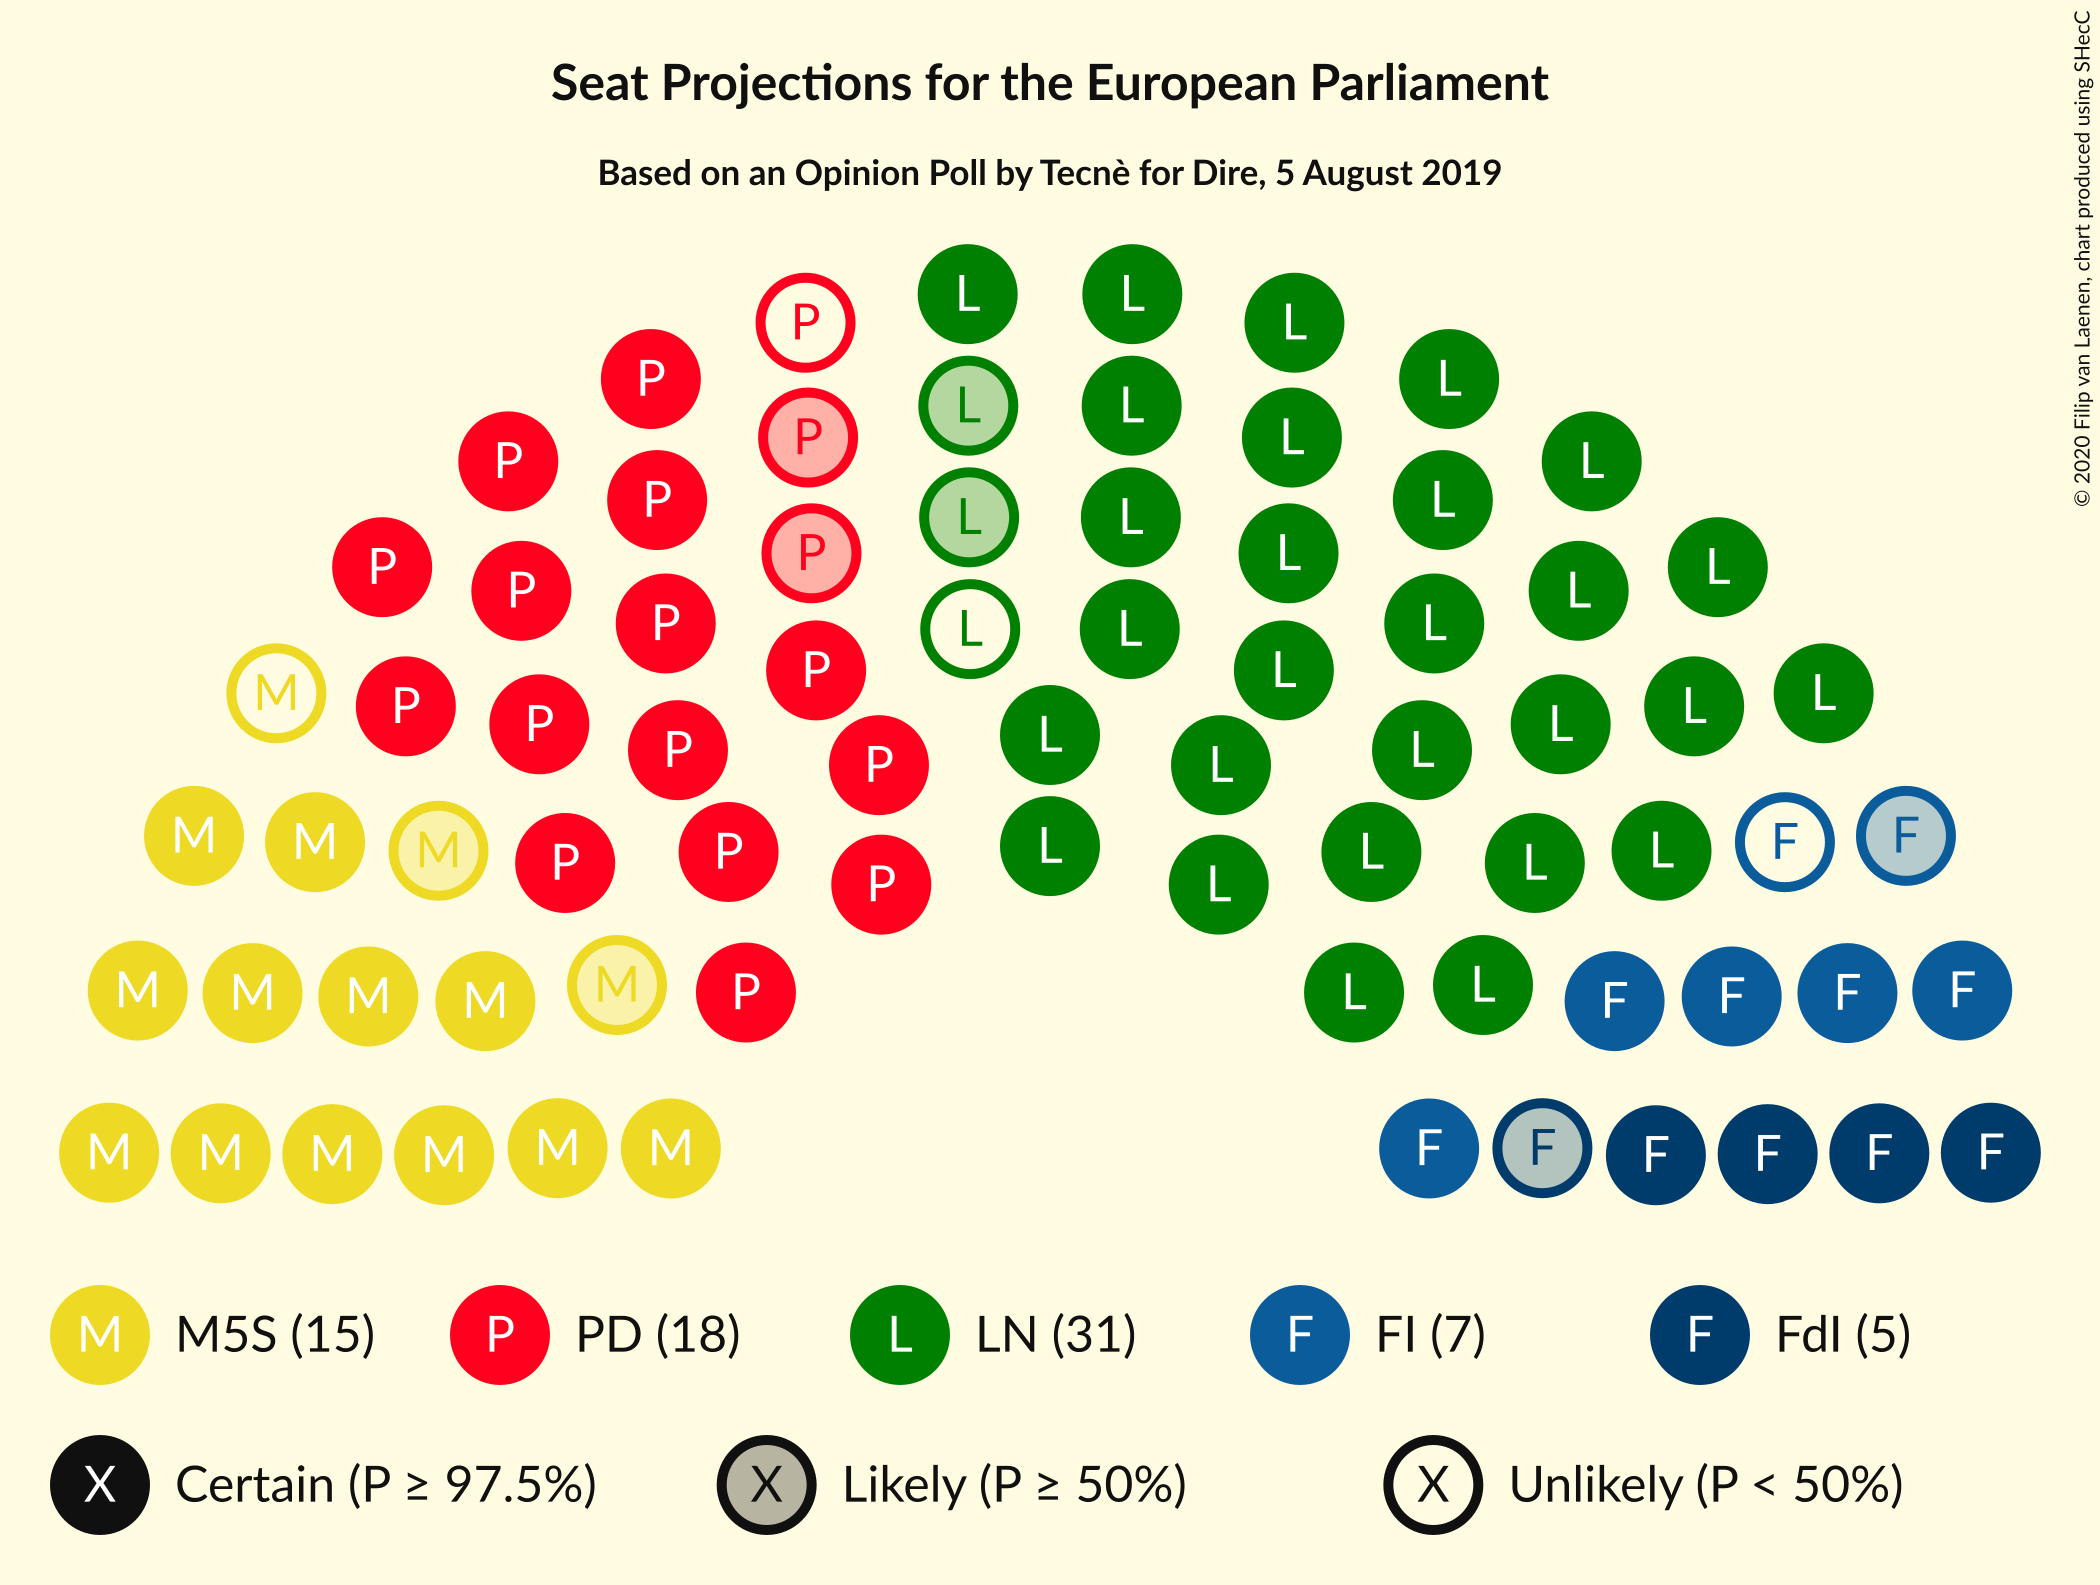 Seat Projections for the European Parliament
Based on an Opinion Poll by Tecnè for Dire, 5 August 2019
© 2020 Filip van Laenen, chart produced using SHecC
L L
P L L
P P L L P L
P P L L
P L L
P L L
P P L L
P P L L
P L L L
M P L
P L L
P P L L
P L
P L
M M M L F F
P P L L L
P L
M M M M M P L L F F F F
M M M M M M F F F F F F
M M5S (15) P PD (18) L LN (31) F FI (7) F FdI (5)
X Certain (P ≥ 97.5%) X Likely (P ≥ 50%) X Unlikely (P < 50%)